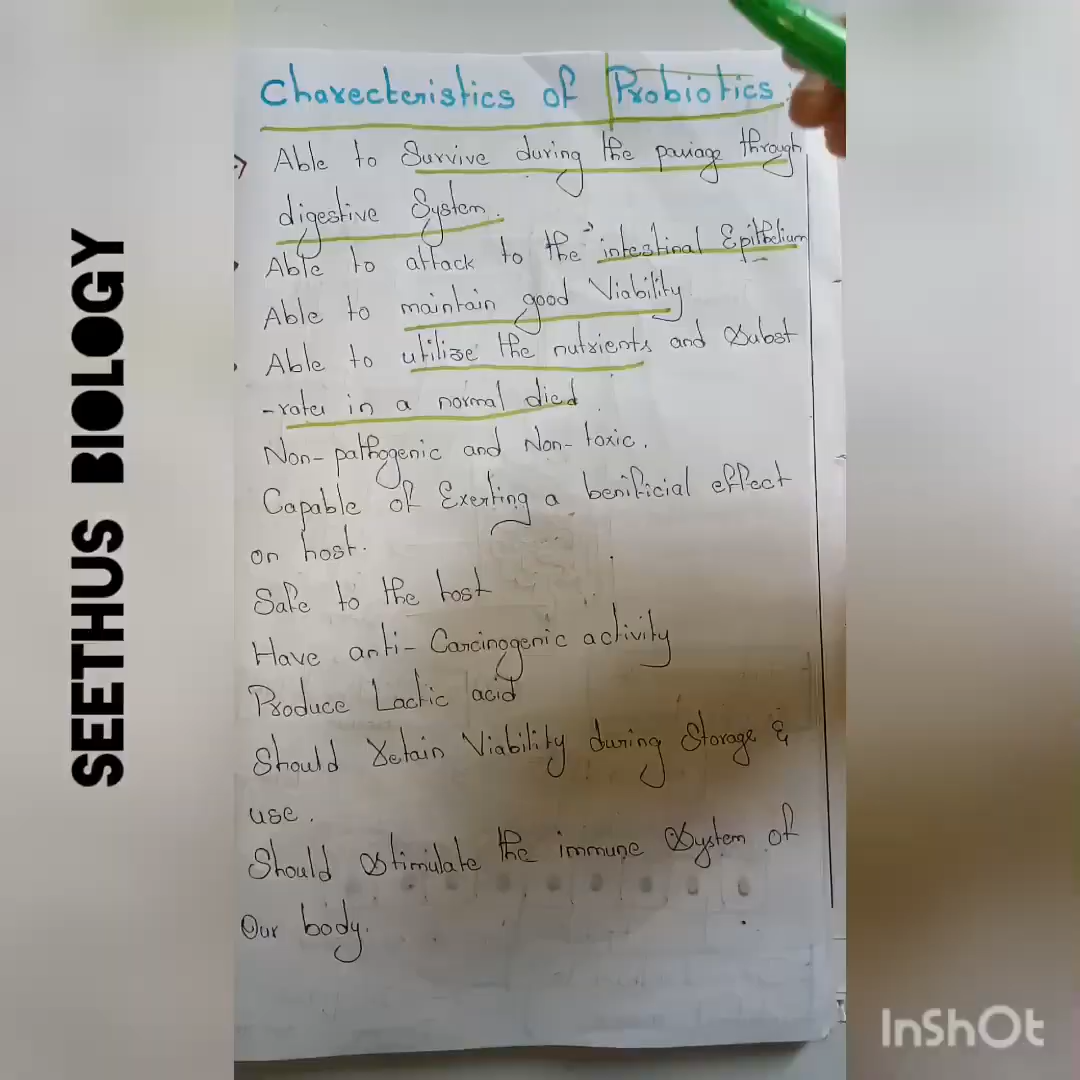 SEETHUS BIOLOGY
Charecteristics of Probiotics :
Able to Survive during the passage through
digestive System.
Able to attack to the intestinal Epithelium
Able to maintain good Viability
Able to utilise the nutrients and Subst
-rates in a normal died.
Non-pathogenic and Non-toxic.
Capable of Exerting a benificial effect
on host.
Safe to the host
Have anti-Carcinogenic activity
Produce Lactic acid
Should retain Viability during Storage &
use.
Should Stimulate the immune System of
Our body.
InShOt